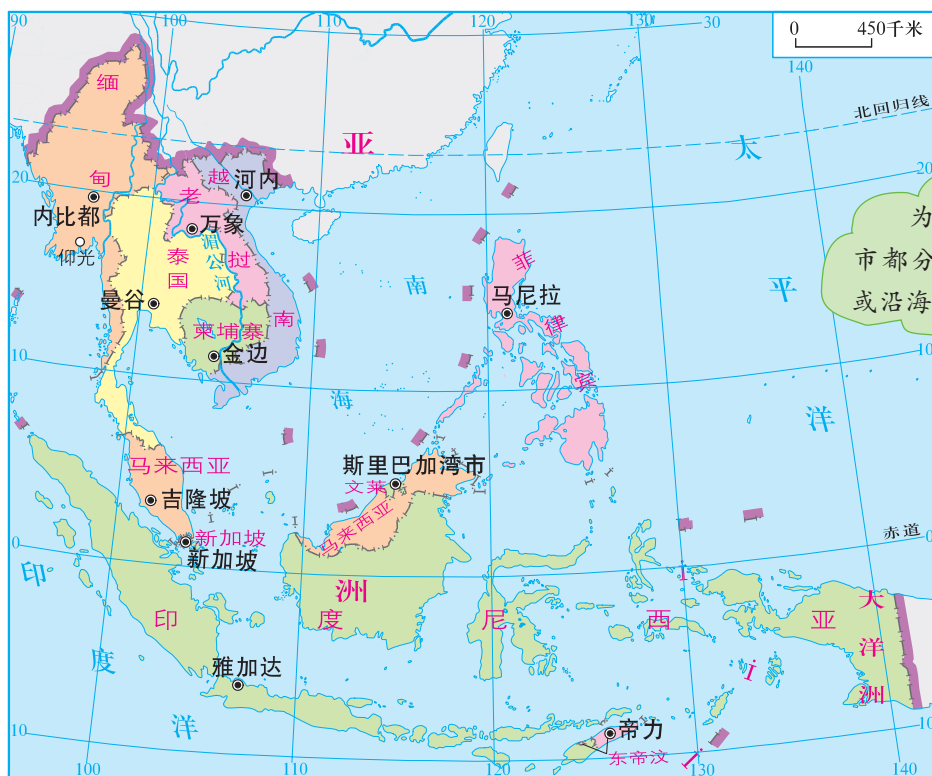 90
100
110
120
130
30
0 450千米
140
北回归线
缅甸
亚
太平洋
越南
河内
老挝
20
20
内比都
万象
仰光
湄公河
泰国
南海
菲律宾
马尼拉
为
市都分
或沿海
曼谷
柬埔寨
金边
10
10
马来西亚
斯里巴加湾市
文莱
吉隆坡
马来西亚
新加坡
新加坡
赤道
0
0
印度洋
亚洲
印度尼西亚
大洋洲
雅加达
帝力
东帝汶
10
10
100
110
120
130
140